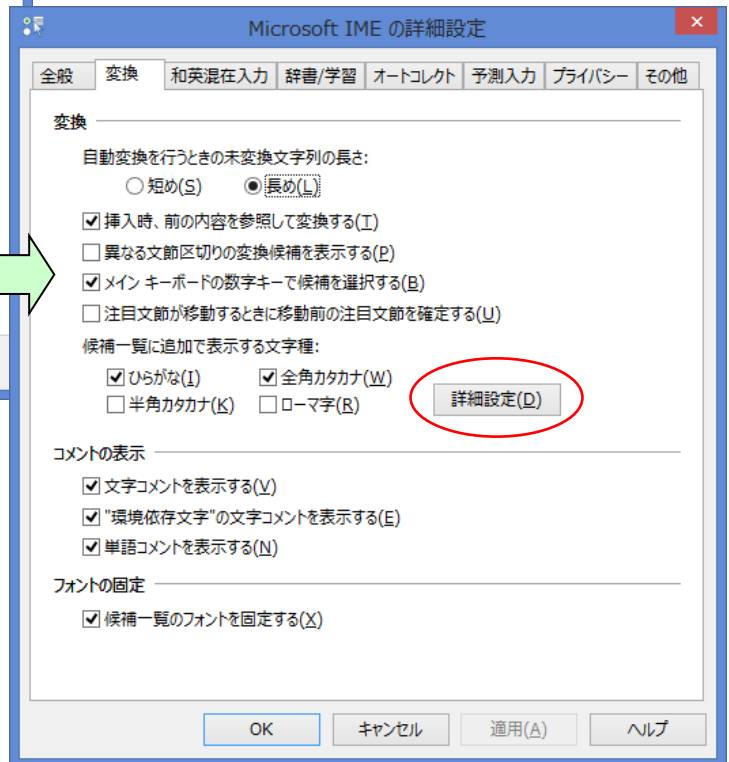 Microsoft IME の詳細設定
全般 変換 和英混在入力 辞書/学習 オートコレクト 予測入力 プライバシー その他
変換
自動変換を行うときの未変換文字列の長さ:
短め(S) 長め(L)
挿入時、前の内容を参照して変換する(T)
異なる文節区切りの変換候補を表示する(P)
メイン キーボードの数字キーで候補を選択する(B)
注目文節が移動するときに移動前の注目文節を確定する(U)
候補一覧に追加で表示する文字種:
ひらがな(I) 全角カタカナ(W)
半角カタカナ(K) ローマ字(R) 詳細設定(D)
コメントの表示
文字コメントを表示する(V)
"環境依存文字"の文字コメントを表示する(E)
単語コメントを表示する(N)
フォントの固定
候補一覧のフォントを固定する(X)
OK キャンセル 適用(A) ヘルプ